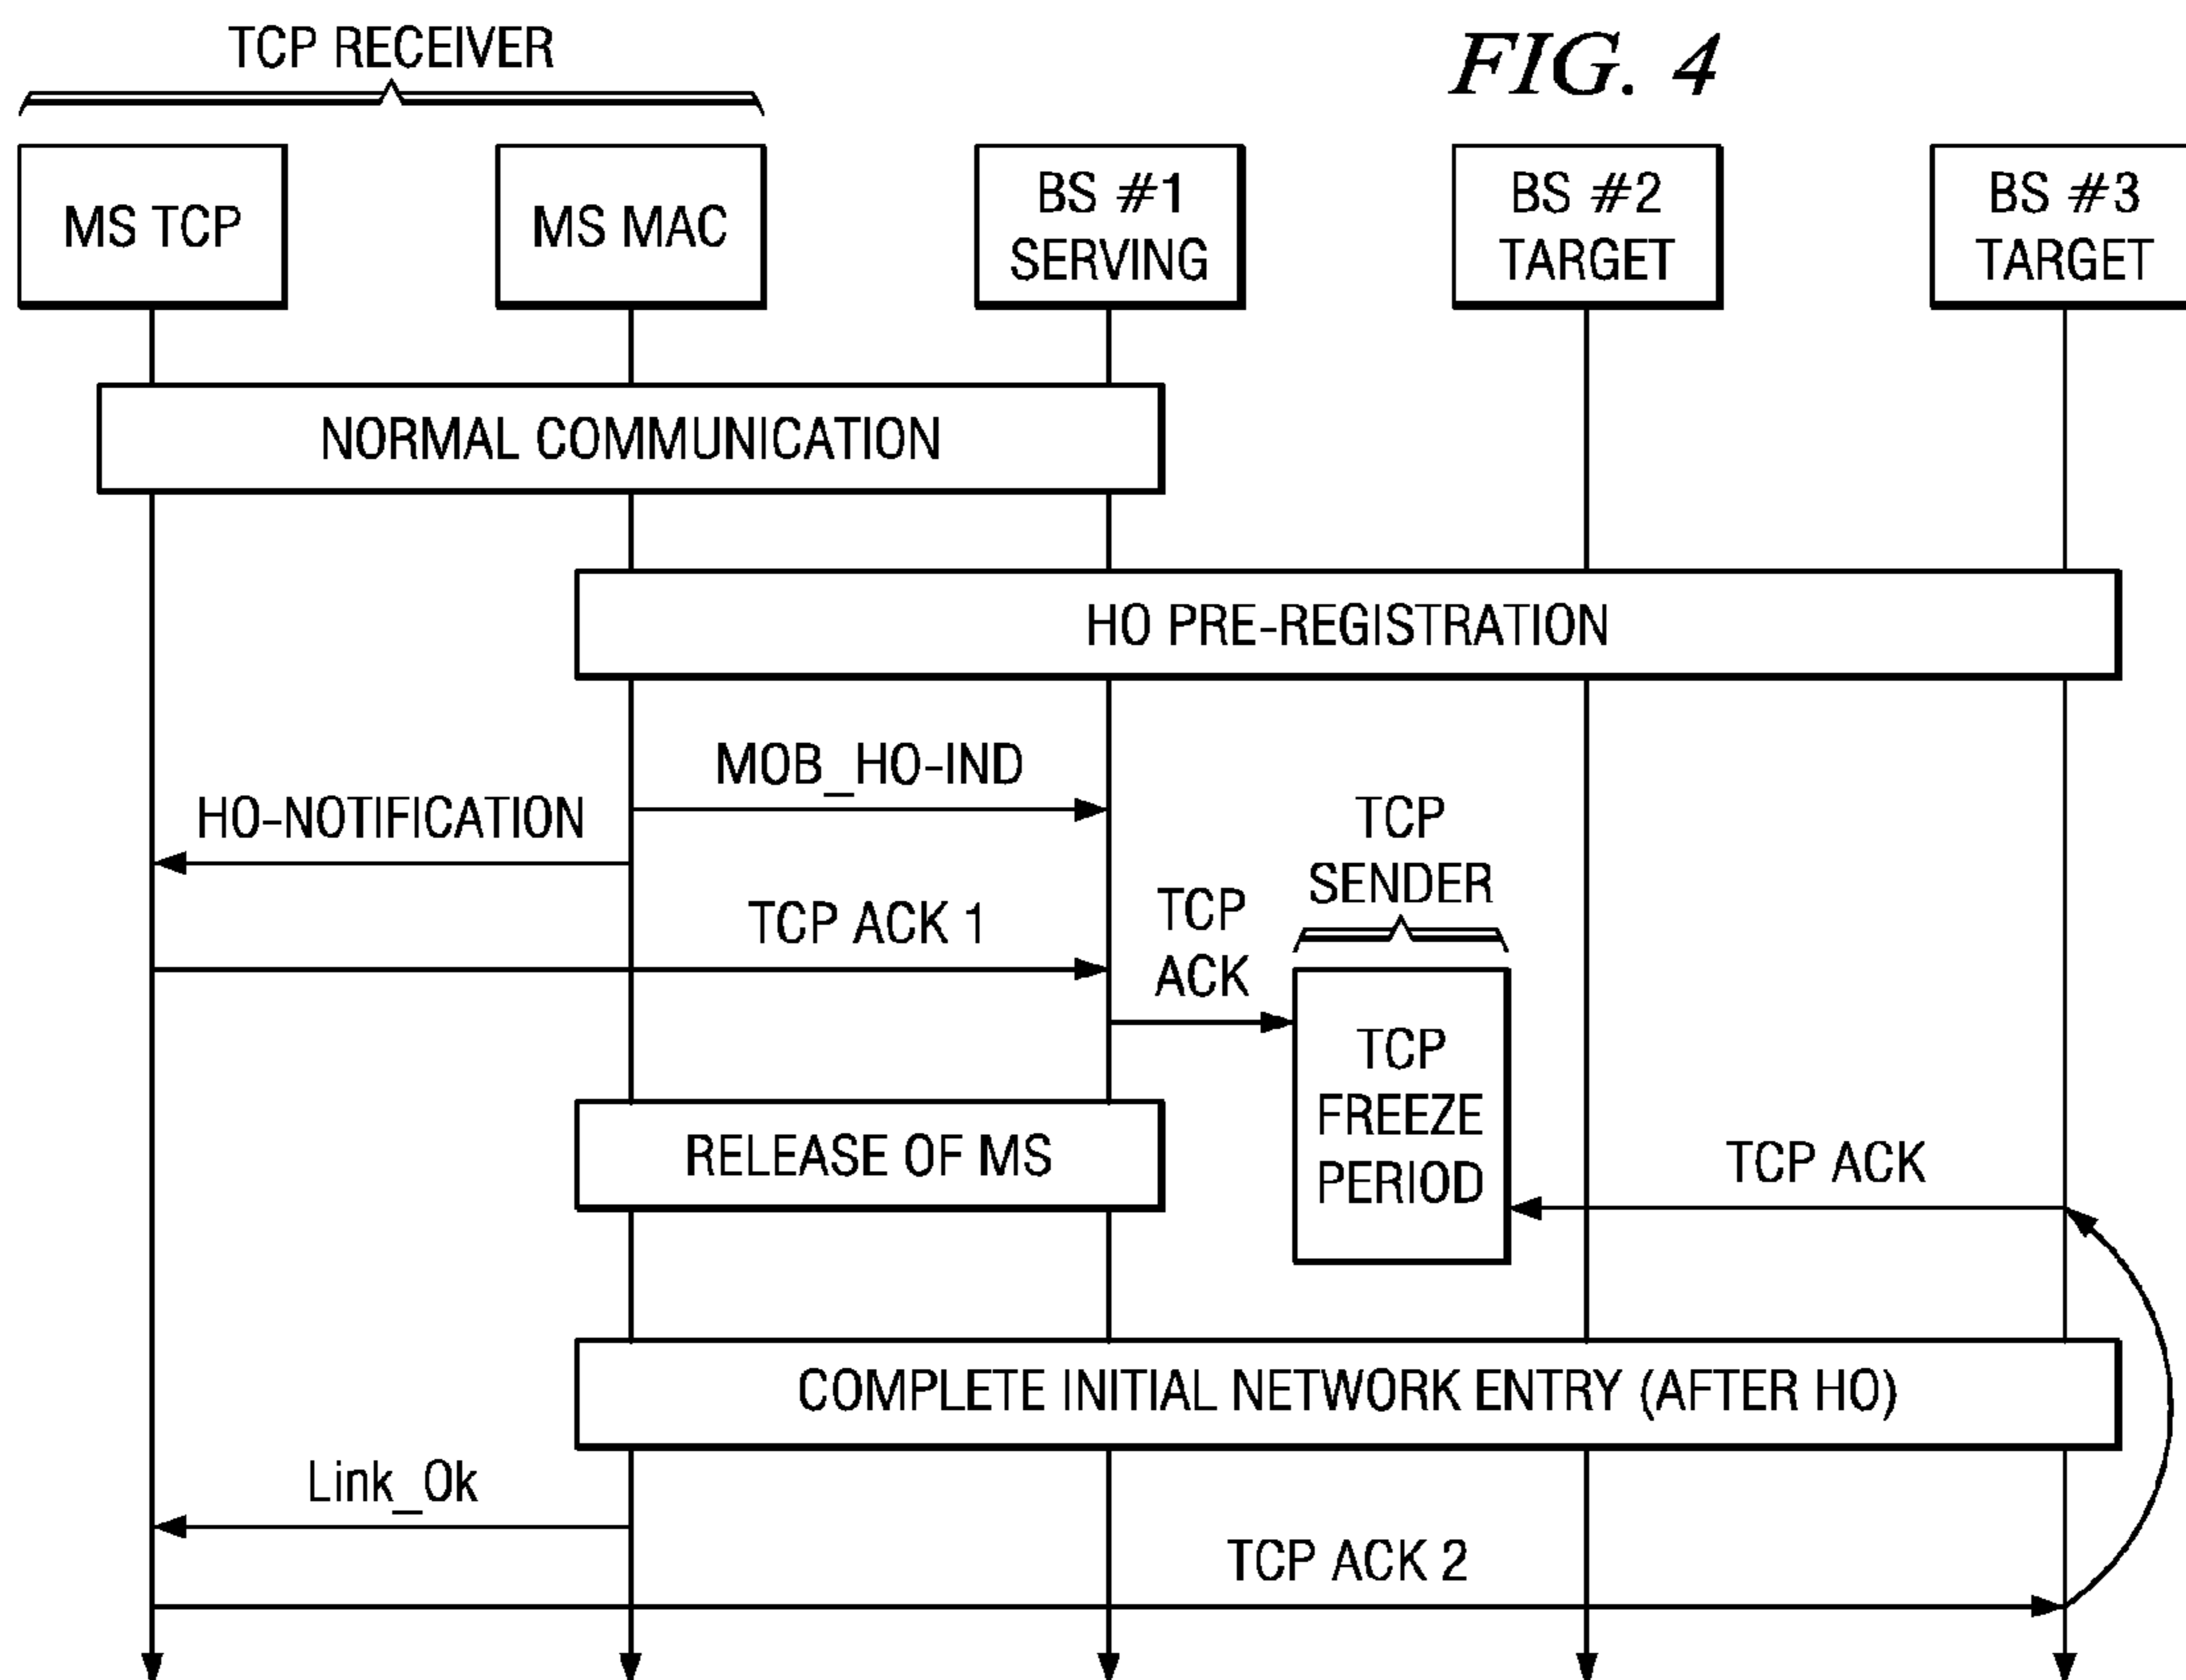 FIG. 4
TCP RECEIVER
MS TCP
MS MAC
BS #1
SERVING
BS #2
TARGET
BS #3
TARGET
NORMAL COMMUNICATION
HO PRE-REGISTRATION
MOB_HO-IND
HO-NOTIFICATION
TCP
SENDER
TCP ACK 1
TCP
ACK
TCP
FREEZE
PERIOD
RELEASE OF MS
TCP ACK
COMPLETE INITIAL NETWORK ENTRY (AFTER HO)
Link_Ok
TCP ACK 2